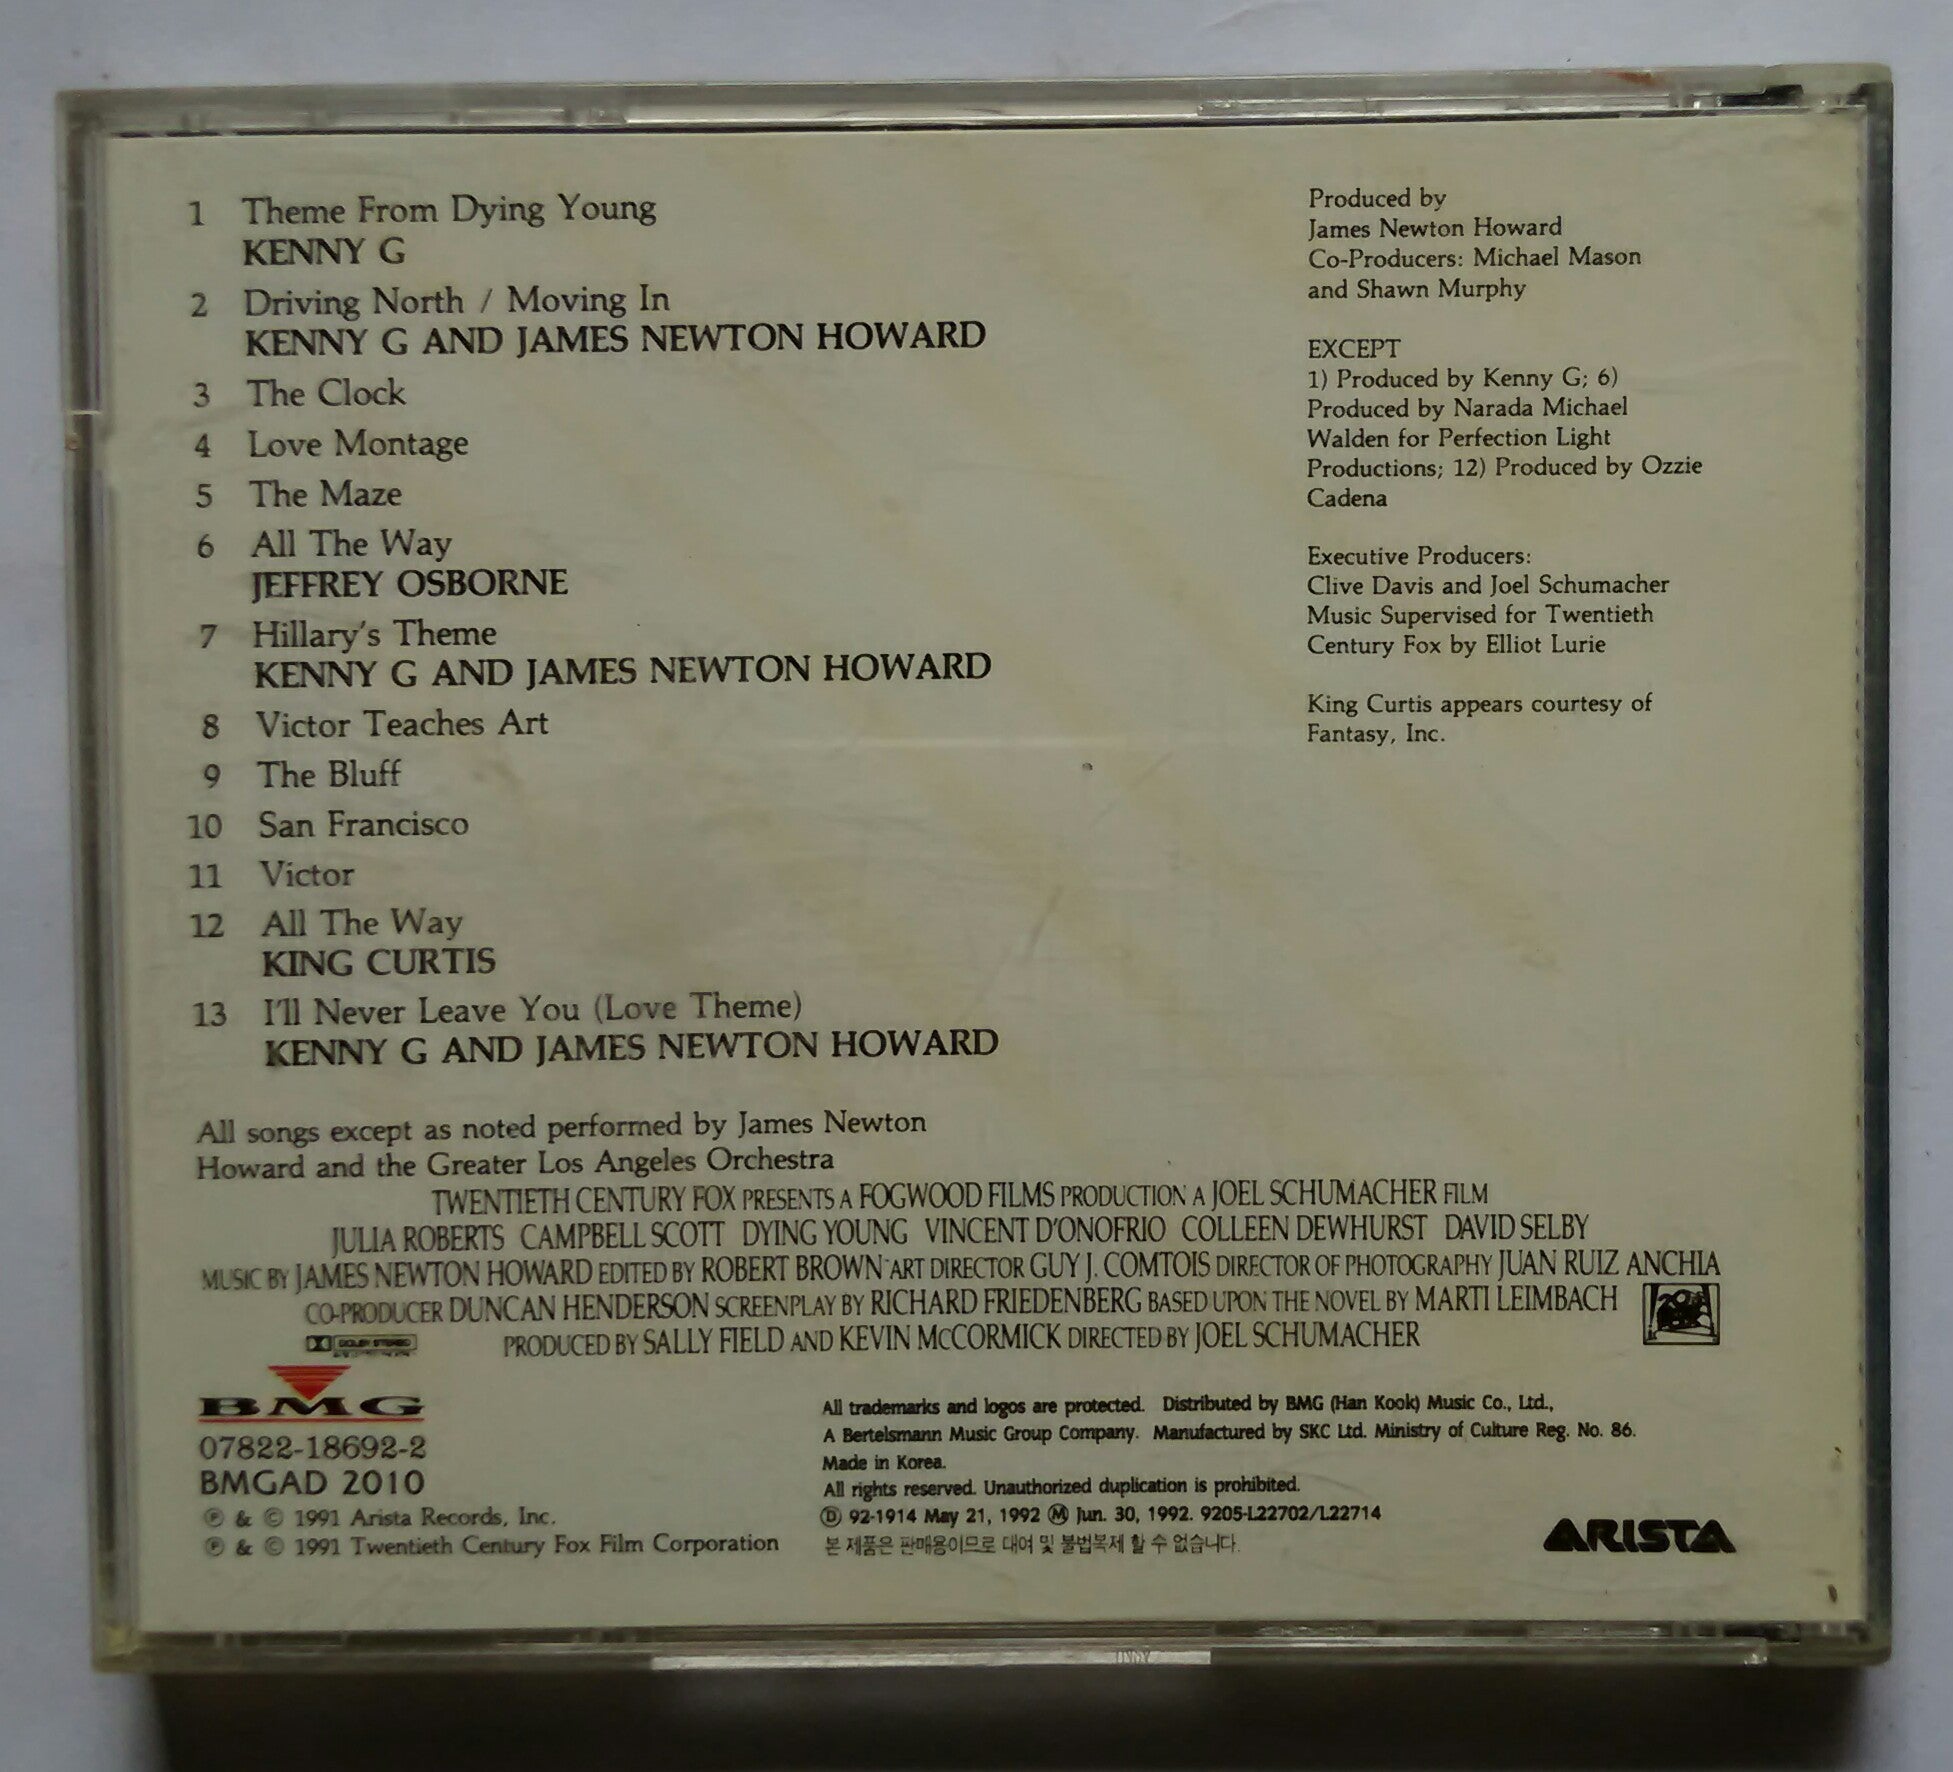 1 Theme From Dying Young
KENNY G
2 Driving North / Moving In
KENNY G AND JAMES NEWTON HOWARD
3 The Clock
4 Love Montage
5 The Maze
6 All The Way
JEFFREY OSBORNE
7 Hillary's Theme
KENNY G AND JAMES NEWTON HOWARD
8 Victor Teaches Art
9 The Bluff
10 San Francisco
11 Victor
12 All The Way
KING CURTIS
13 I'll Never Leave You (Love Theme)
KENNY G AND JAMES NEWTON HOWARD
All songs except as noted performed by James Newton
Howard and the Greater Los Angeles Orchestra
Produced by
James Newton Howard
Co-Producers: Michael Mason
and Shawn Murphy
EXCEPT
1) Produced by Kenny G; 6)
Produced by Narada Michael
Walden for Perfection Light
Productions; 12) Produced by Ozzie
Cadena
Executive Producers:
Clive Davis and Joel Schumacher
Music Supervised for Twentieth
Century Fox by Elliot Lurie
King Curtis appears courtesy of
Fantasy, Inc.
TWENTIETH CENTURY FOX PRESENTS A FOGWOOD FILMS PRODUCTION A JOEL SCHUMACHER FILM
JULIA ROBERTS CAMPBELL SCOTT DYING YOUNG VINCENT D'ONOFRIO COLLEEN DEWHURST DAVID SELBY
MUSIC BY JAMES NEWTON HOWARD EDITED BY ROBERT BROWN ART DIRECTOR GUY J. COMTOIS DIRECTOR OF PHOTOGRAPHY JUAN RUIZ ANCHIA
CO-PRODUCER DUNCAN HENDERSON SCREENPLAY BY RICHARD FRIEDENBERG BASED UPON THE NOVEL BY MARTI LEIMBACH
DOLBY STEREO
PRODUCED BY SALLY FIELD AND KEVIN McCORMICK DIRECTED BY JOEL SCHUMACHER
BMG
07822-18692-2
BMGAD 2010
℗ & © 1991 Arista Records, Inc.
℗ & © 1991 Twentieth Century Fox Film Corporation
All trademarks and logos are protected. Distributed by BMG (Han Kook) Music Co., Ltd.,
A Bertelsmann Music Group Company. Manufactured by SKC Ltd. Ministry of Culture Reg. No. 86.
Made in Korea.
All rights reserved. Unauthorized duplication is prohibited.
Ⓓ 92-1914 May 21, 1992 Ⓜ Jun. 30, 1992. 9205-L22702/L22714
본 제품은 판매용이므로 대여 및 불법복제 할 수 없습니다.
ARISTA